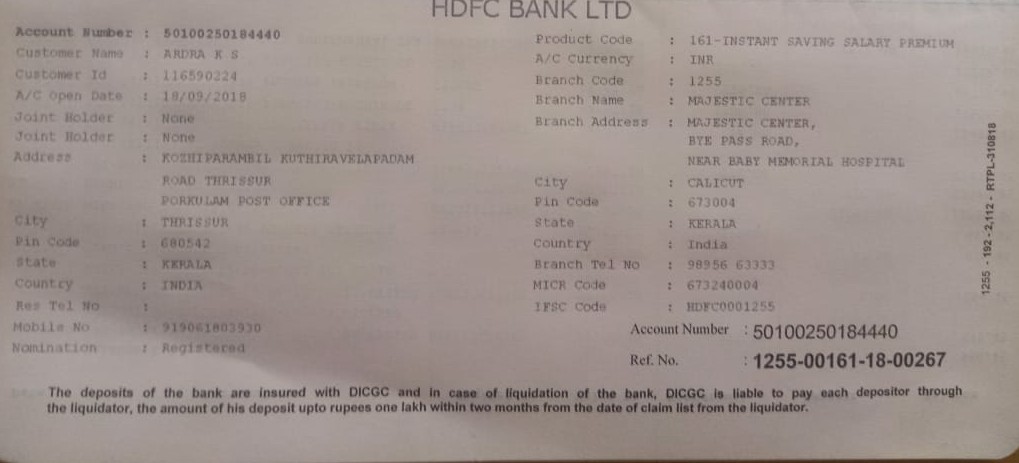 HDFC BANK LTD
Account Number : 50100250184440
Customer Name : ARDRA K S
Customer Id : 116590224
A/C Open Date : 18/09/2018
Joint Holder : None
Joint Holder : None
Address : KOZHIPARAMBIL KUTHIRAVELAPADAM
ROAD THRISSUR
PORKULAM POST OFFICE
City : THRISSUR
Pin Code : 680542
State : KERALA
Country : INDIA
Res Tel No :
Mobile No : 919061803930
Nomination : Registered
Product Code : 161-INSTANT SAVING SALARY PREMIUM
A/C Currency : INR
Branch Code : 1255
Branch Name : MAJESTIC CENTER
Branch Address : MAJESTIC CENTER,
BYE PASS ROAD,
NEAR BABY MEMORIAL HOSPITAL
City : CALICUT
Pin Code : 673004
State : KERALA
Country : India
Branch Tel No : 98956 63333
MICR Code : 673240004
IFSC Code : HDFC0001255
Account Number : 50100250184440
Ref. No. : 1255-00161-18-00267
1255 - 192 - 2,112 - RTPL-310818
The deposits of the bank are insured with DICGC and in case of liquidation of the bank, DICGC is liable to pay each depositor through
the liquidator, the amount of his deposit upto rupees one lakh within two months from the date of claim list from the liquidator.